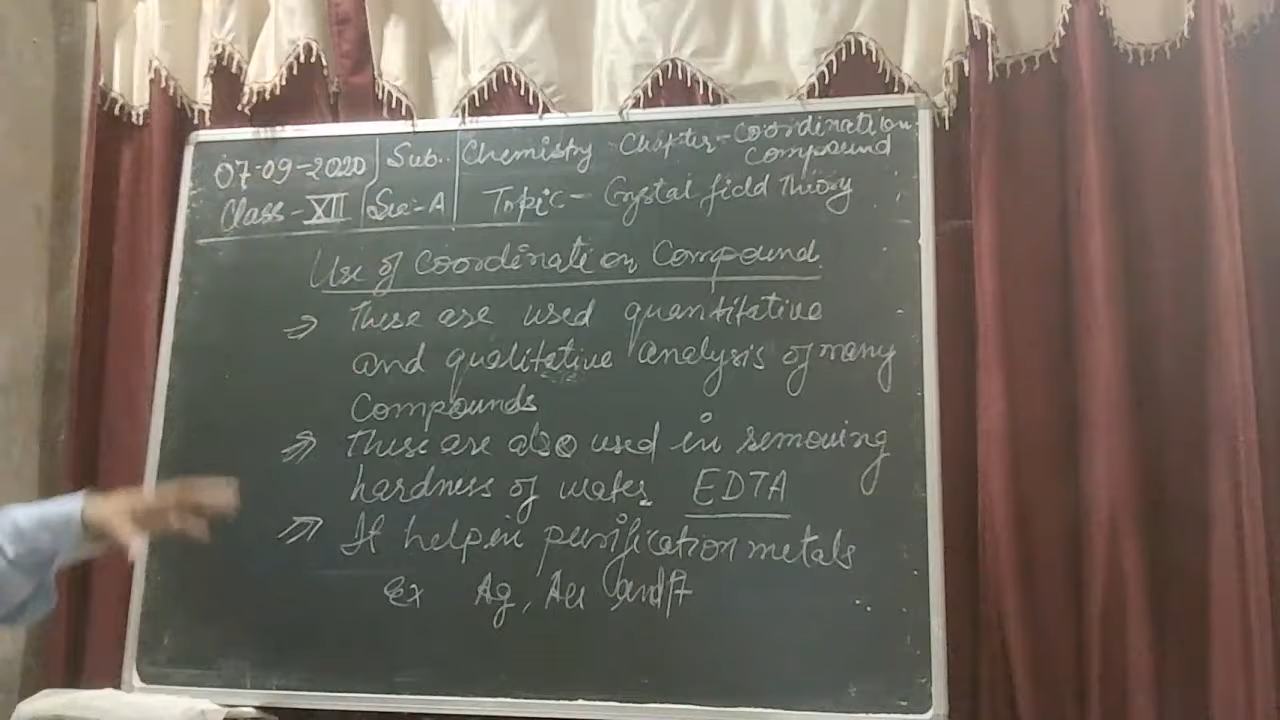 07-09-2020 Sub.. Chemistry Chapter-Coordination
Compound
Class-XII Sec-A Topic- Crystal field Theory
Use of Coordination Compound
⇒ These are used quantitative
and qualitative analysis of many
Compounds
⇒ These are also used in removing
hardness of water EDTA
⇒ It help in purification metals
Ex Ag, Au and